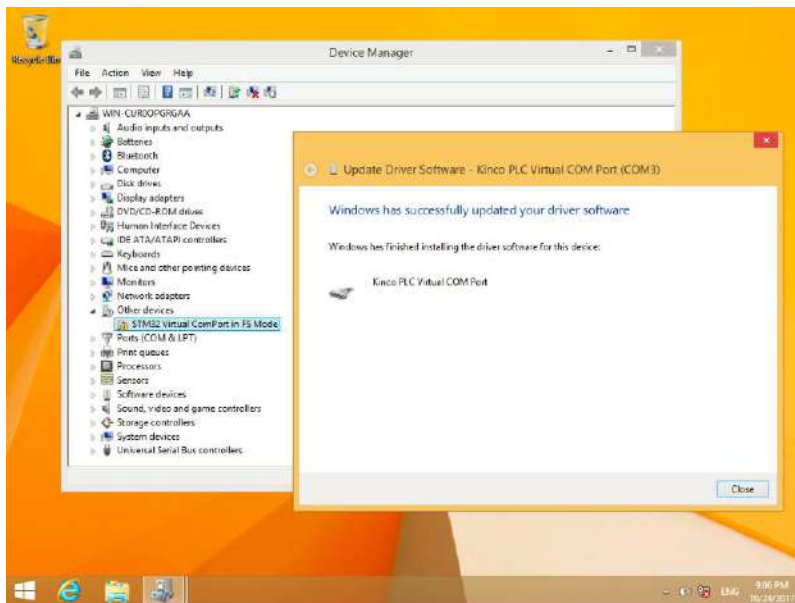 Recycle Bin
Device Manager
File Action View Help
WIN-CUR0OPGRGAA
Audio inputs and outputs
Batteries
Bluetooth
Computer
Disk drives
Display adapters
DVD/CD-ROM drives
Human Interface Devices
IDE ATA/ATAPI controllers
Keyboards
Mice and other pointing devices
Monitors
Network adapters
Other devices
STM32 Virtual ComPort in FS Mode
Ports (COM & LPT)
Print queues
Processors
Sensors
Software devices
Sound, video and game controllers
Storage controllers
System devices
Universal Serial Bus controllers
Update Driver Software - Kinco PLC Virtual COM Port (COM3)
Windows has successfully updated your driver software
Windows has finished installing the driver software for this device:
Kinco PLC Virtual COM Port
Close
ENG
9:06 PM
10/24/2017